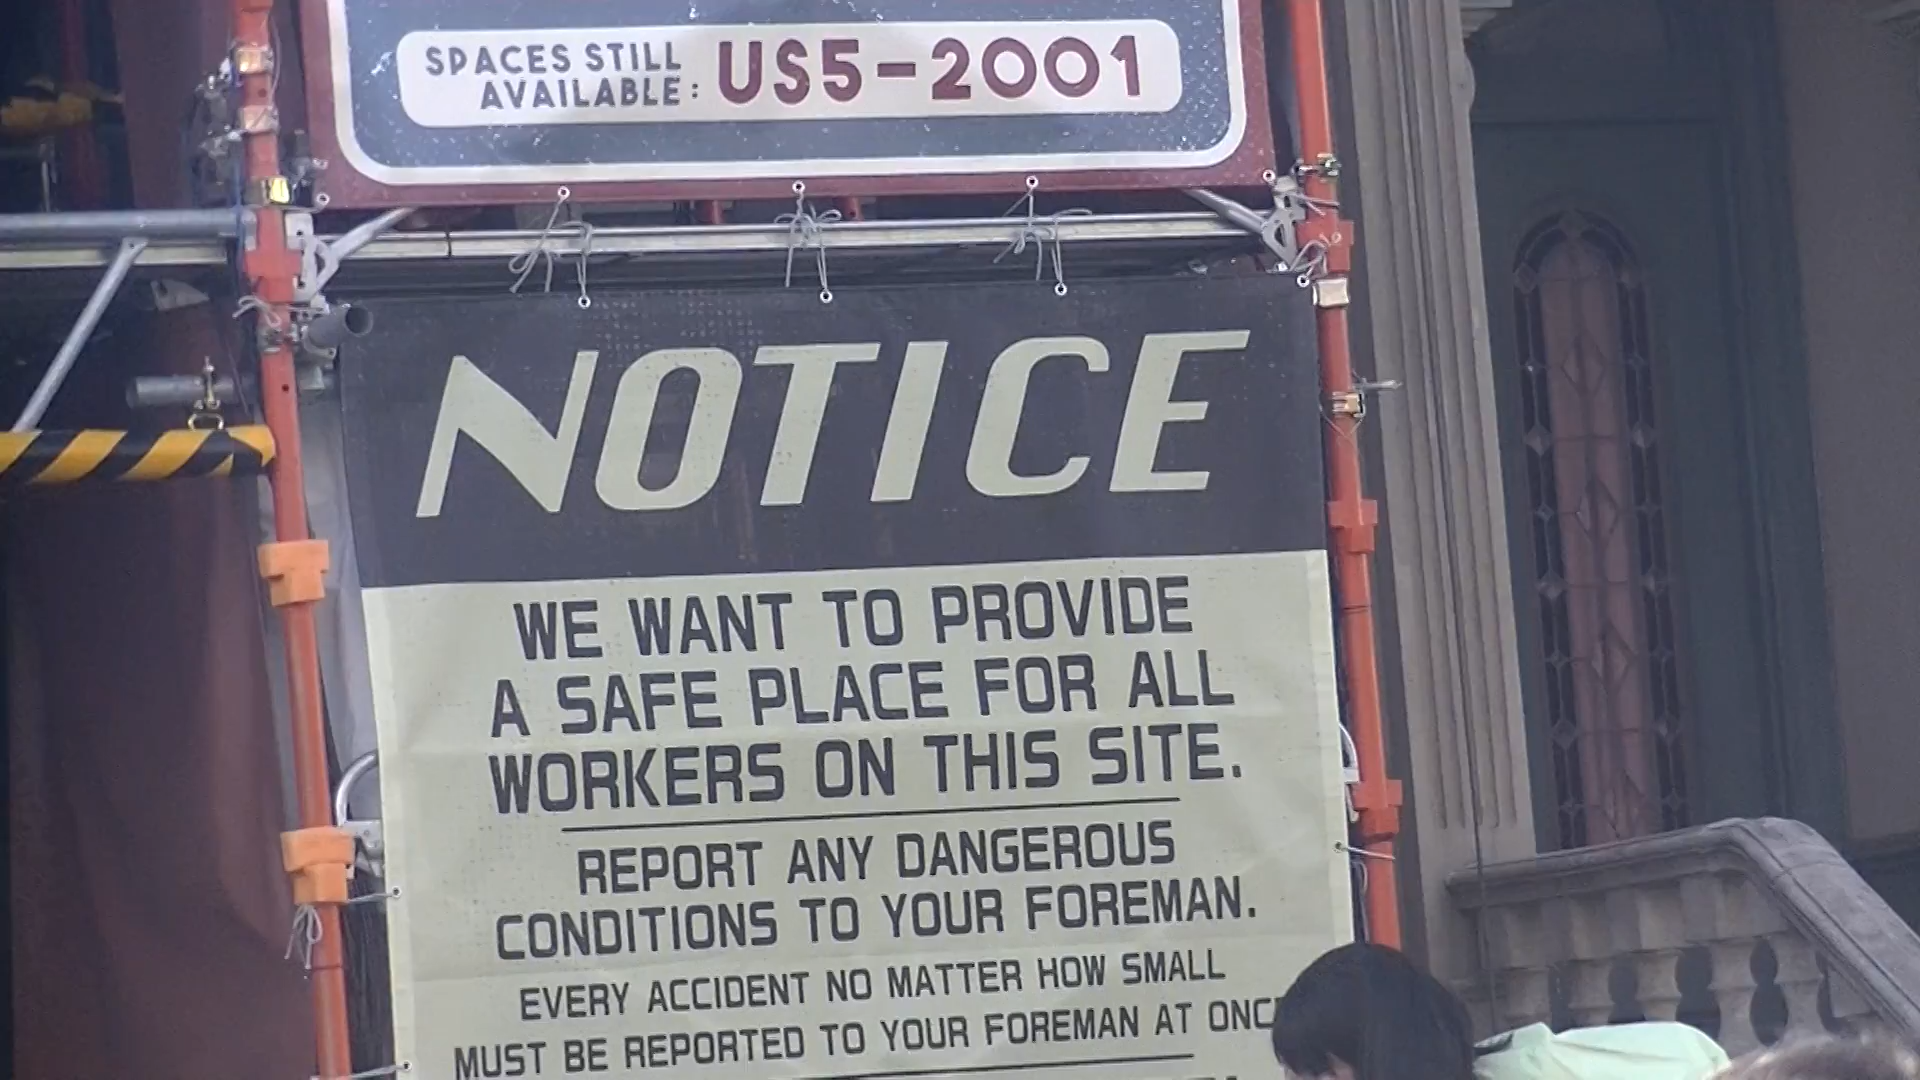 SPACES STILL
AVAILABLE: US5-2001
NOTICE
WE WANT TO PROVIDE
A SAFE PLACE FOR ALL
WORKERS ON THIS SITE.
REPORT ANY DANGEROUS
CONDITIONS TO YOUR FOREMAN.
EVERY ACCIDENT NO MATTER HOW SMALL
MUST BE REPORTED TO YOUR FOREMAN AT ONCE